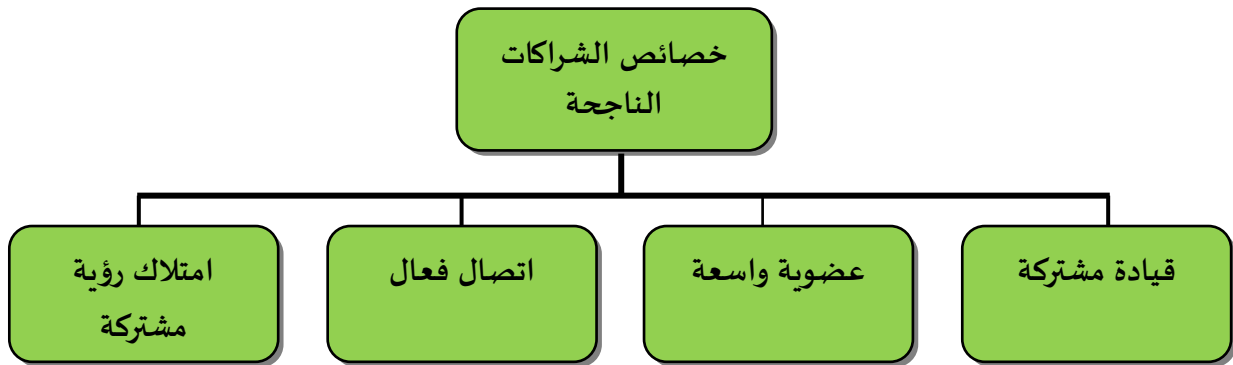 خصائص الشراكات
الناجحة
قيادة مشتركة
عضوية واسعة
اتصال فعال
امتلاك رؤية
مشتركة